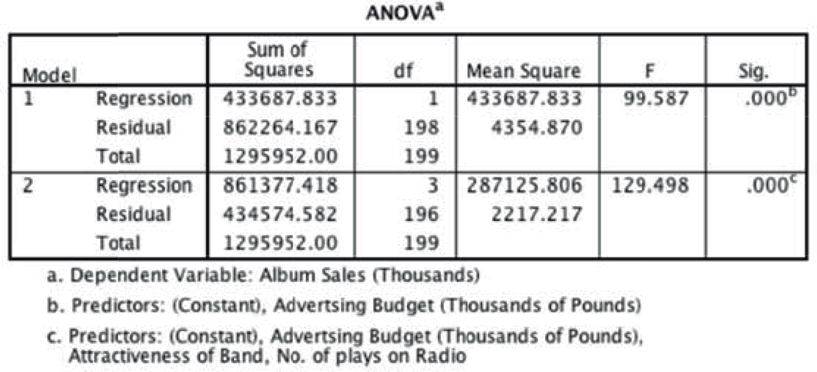 ANOVAa
Model Sum of Squares df Mean Square F Sig.
1 Regression 433687.833 1 433687.833 99.587 .000b
Residual 862264.167 198 4354.870
Total 1295952.00 199
2 Regression 861377.418 3 287125.806 129.498 .000c
Residual 434574.582 196 2217.217
Total 1295952.00 199
a. Dependent Variable: Album Sales (Thousands)
b. Predictors: (Constant), Advertsing Budget (Thousands of Pounds)
c. Predictors: (Constant), Advertsing Budget (Thousands of Pounds),
Attractiveness of Band, No. of plays on Radio